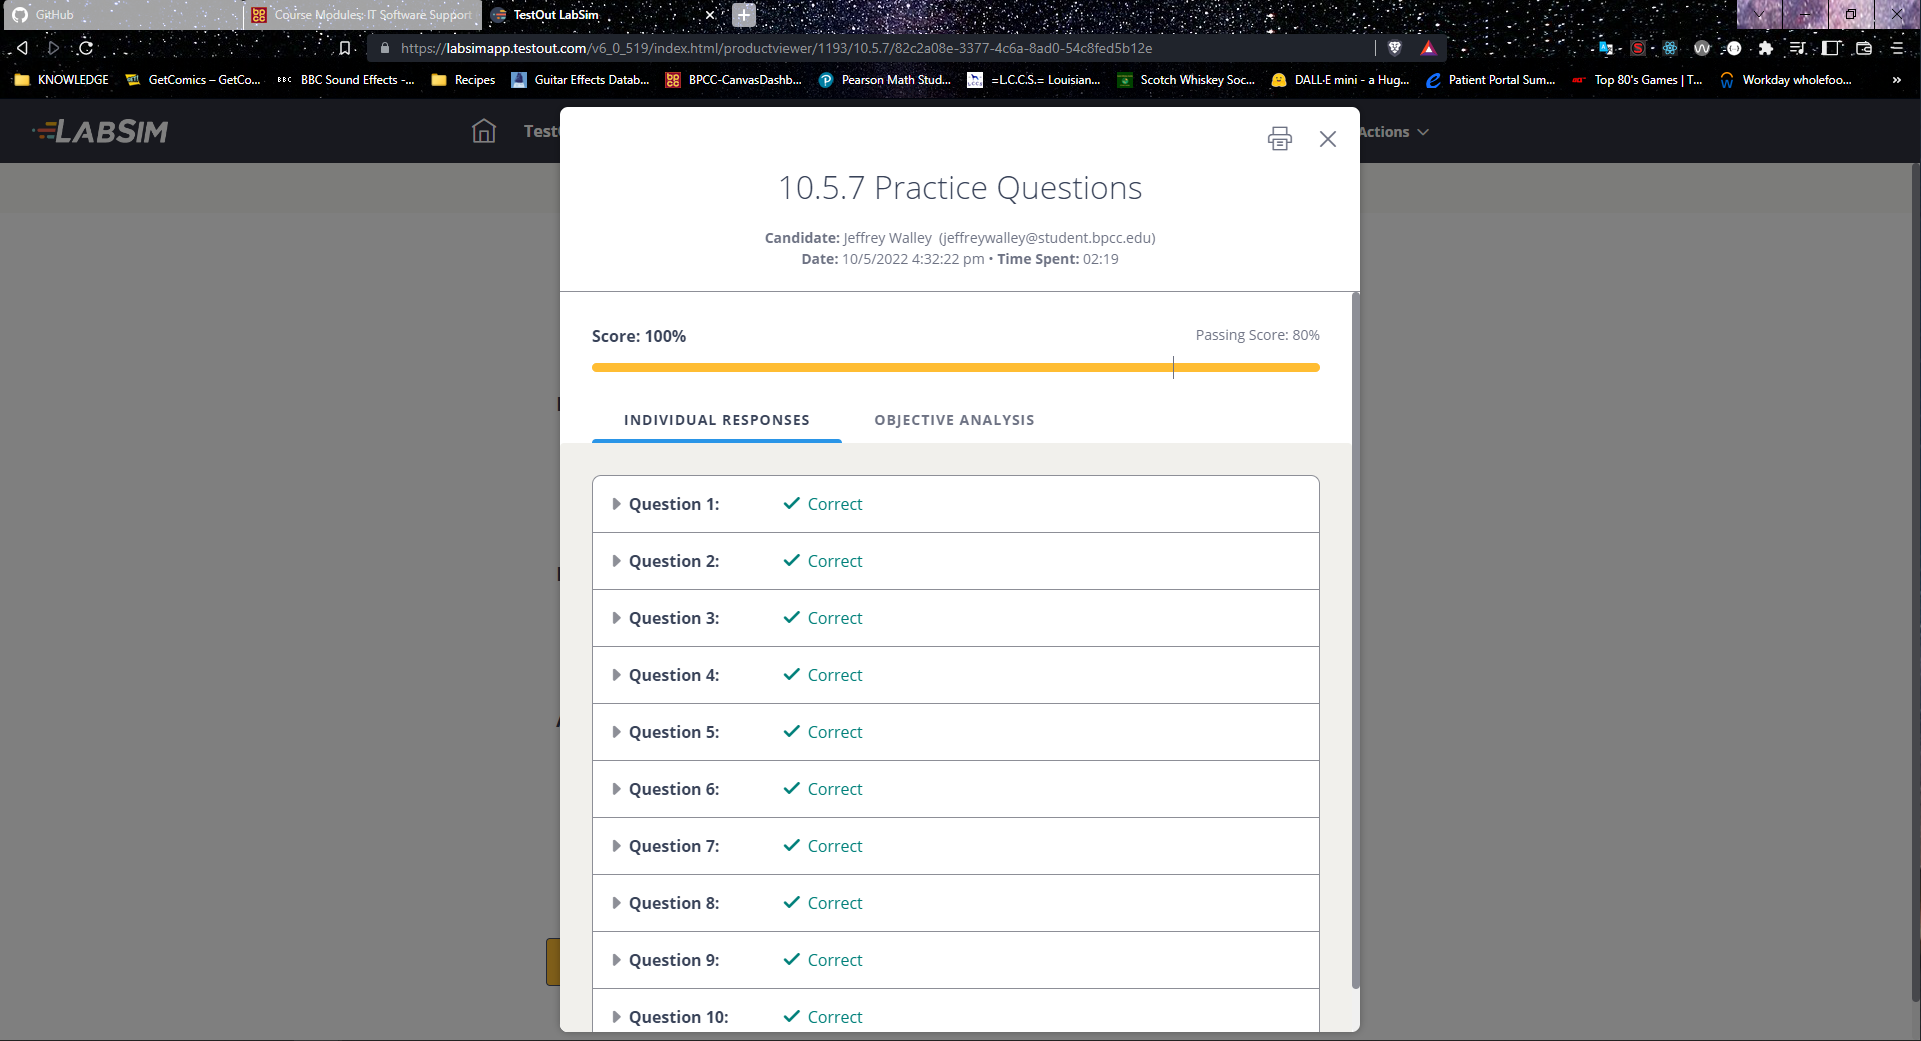 GitHub
Course Modules: IT Software Support
TestOut LabSim
https://labsimapp.testout.com/v6_0_519/index.html/productviewer/1193/10.5.7/82c2a08e-3377-4c6a-8ad0-54c8fed5b12e
KNOWLEDGE
GetComics – GetCo...
BBC BBC Sound Effects -...
Recipes
Guitar Effects Datab...
BPCC-CanvasDashb...
Pearson Math Stud...
=L.C.C.S.= Louisian...
Scotch Whiskey Soc...
DALL·E mini - a Hug...
Patient Portal Sum...
Top 80's Games | T...
Workday wholefoo...
»
LABSIM
Test
Actions
10.5.7 Practice Questions
Candidate: Jeffrey Walley (jeffreywalley@student.bpcc.edu)
Date: 10/5/2022 4:32:22 pm • Time Spent: 02:19
Score: 100%
Passing Score: 80%
INDIVIDUAL RESPONSES
OBJECTIVE ANALYSIS
Question 1: Correct
Question 2: Correct
Question 3: Correct
Question 4: Correct
Question 5: Correct
Question 6: Correct
Question 7: Correct
Question 8: Correct
Question 9: Correct
Question 10: Correct